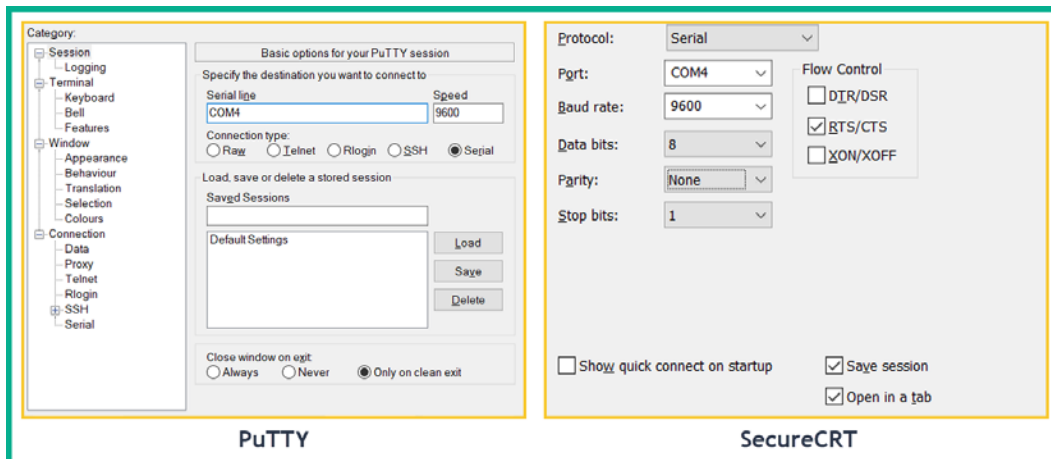 Category:
Session
Logging
Terminal
Keyboard
Bell
Features
Window
Appearance
Behaviour
Translation
Selection
Colours
Connection
Data
Proxy
Telnet
Rlogin
SSH
Serial
Basic options for your PuTTY session
Specify the destination you want to connect to
Serial line Speed
COM4 9600
Connection type:
Raw Telnet Rlogin SSH Serial
Load, save or delete a stored session
Saved Sessions
Default Settings
Load
Save
Delete
Close window on exit:
Always Never Only on clean exit
PuTTY
Protocol: Serial
Port: COM4
Baud rate: 9600
Data bits: 8
Parity: None
Stop bits: 1
Flow Control
DTR/DSR
RTS/CTS
XON/XOFF
Show quick connect on startup
Save session
Open in a tab
SecureCRT